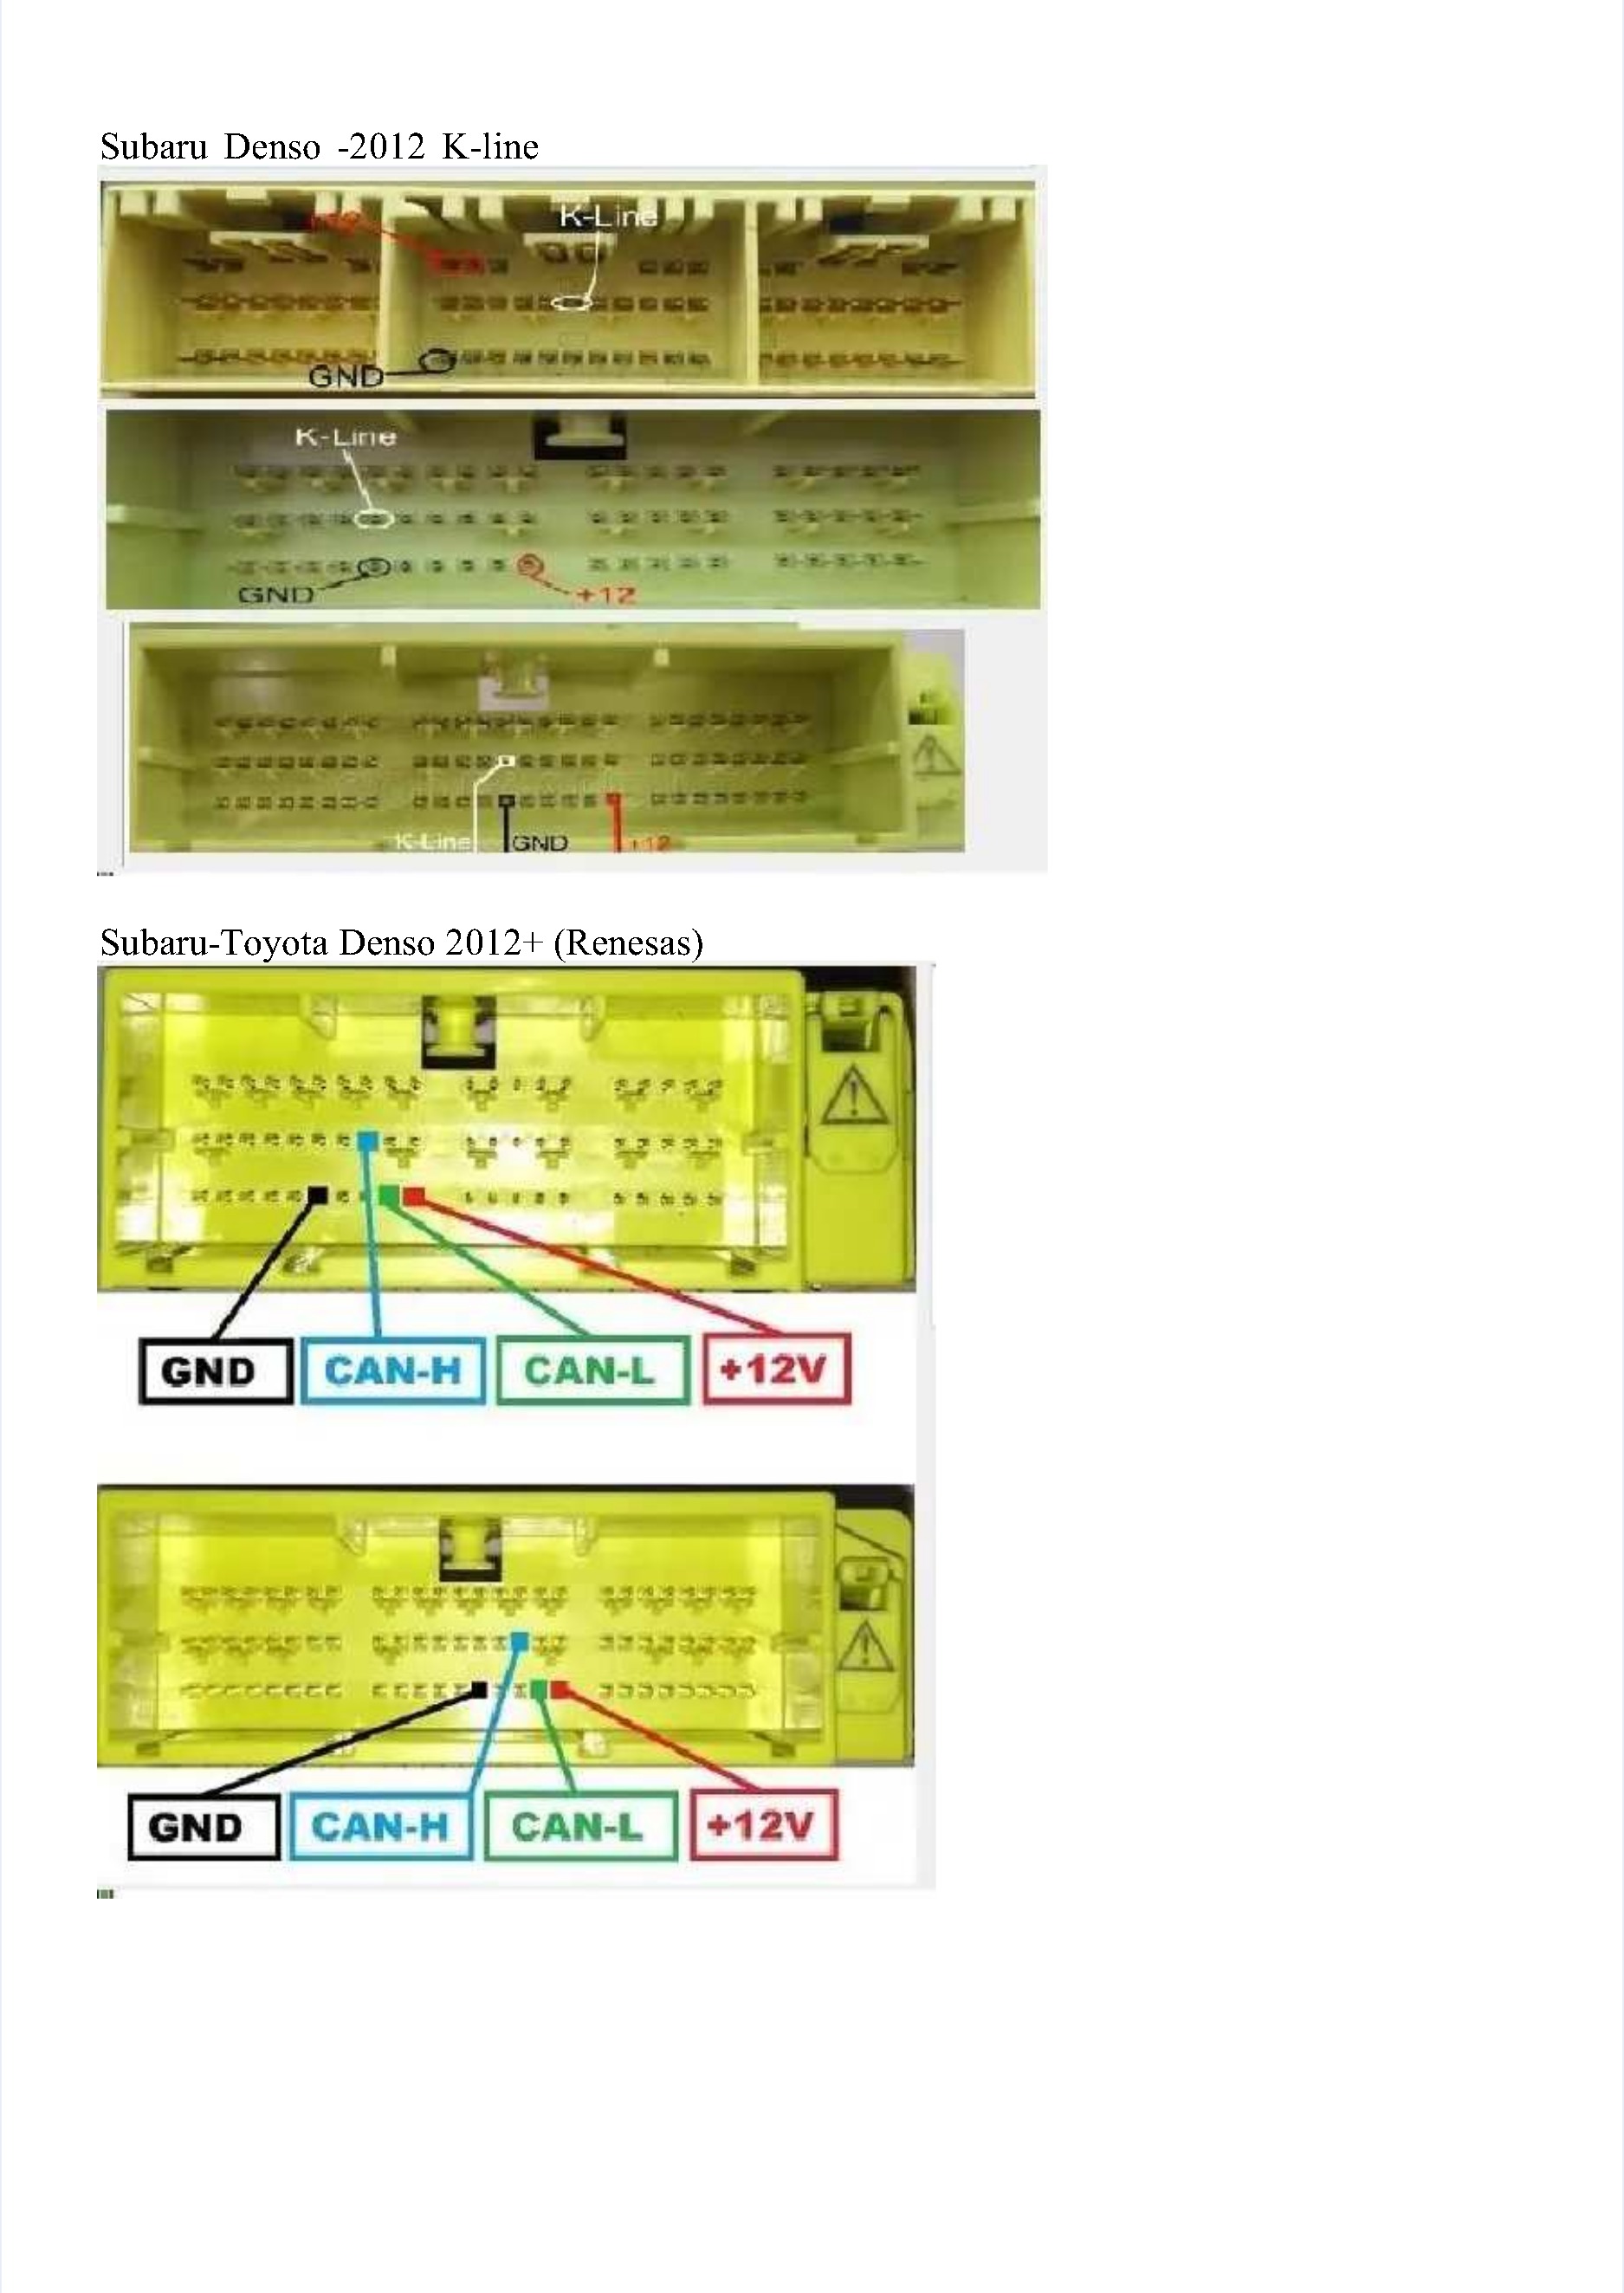 Subaru Denso -2012 K-line
K-Line
GND
K-Line
GND
+12
K-Line
GND
+12
Subaru-Toyota Denso 2012+ (Renesas)
GND CAN-H CAN-L +12V
GND CAN-H CAN-L +12V